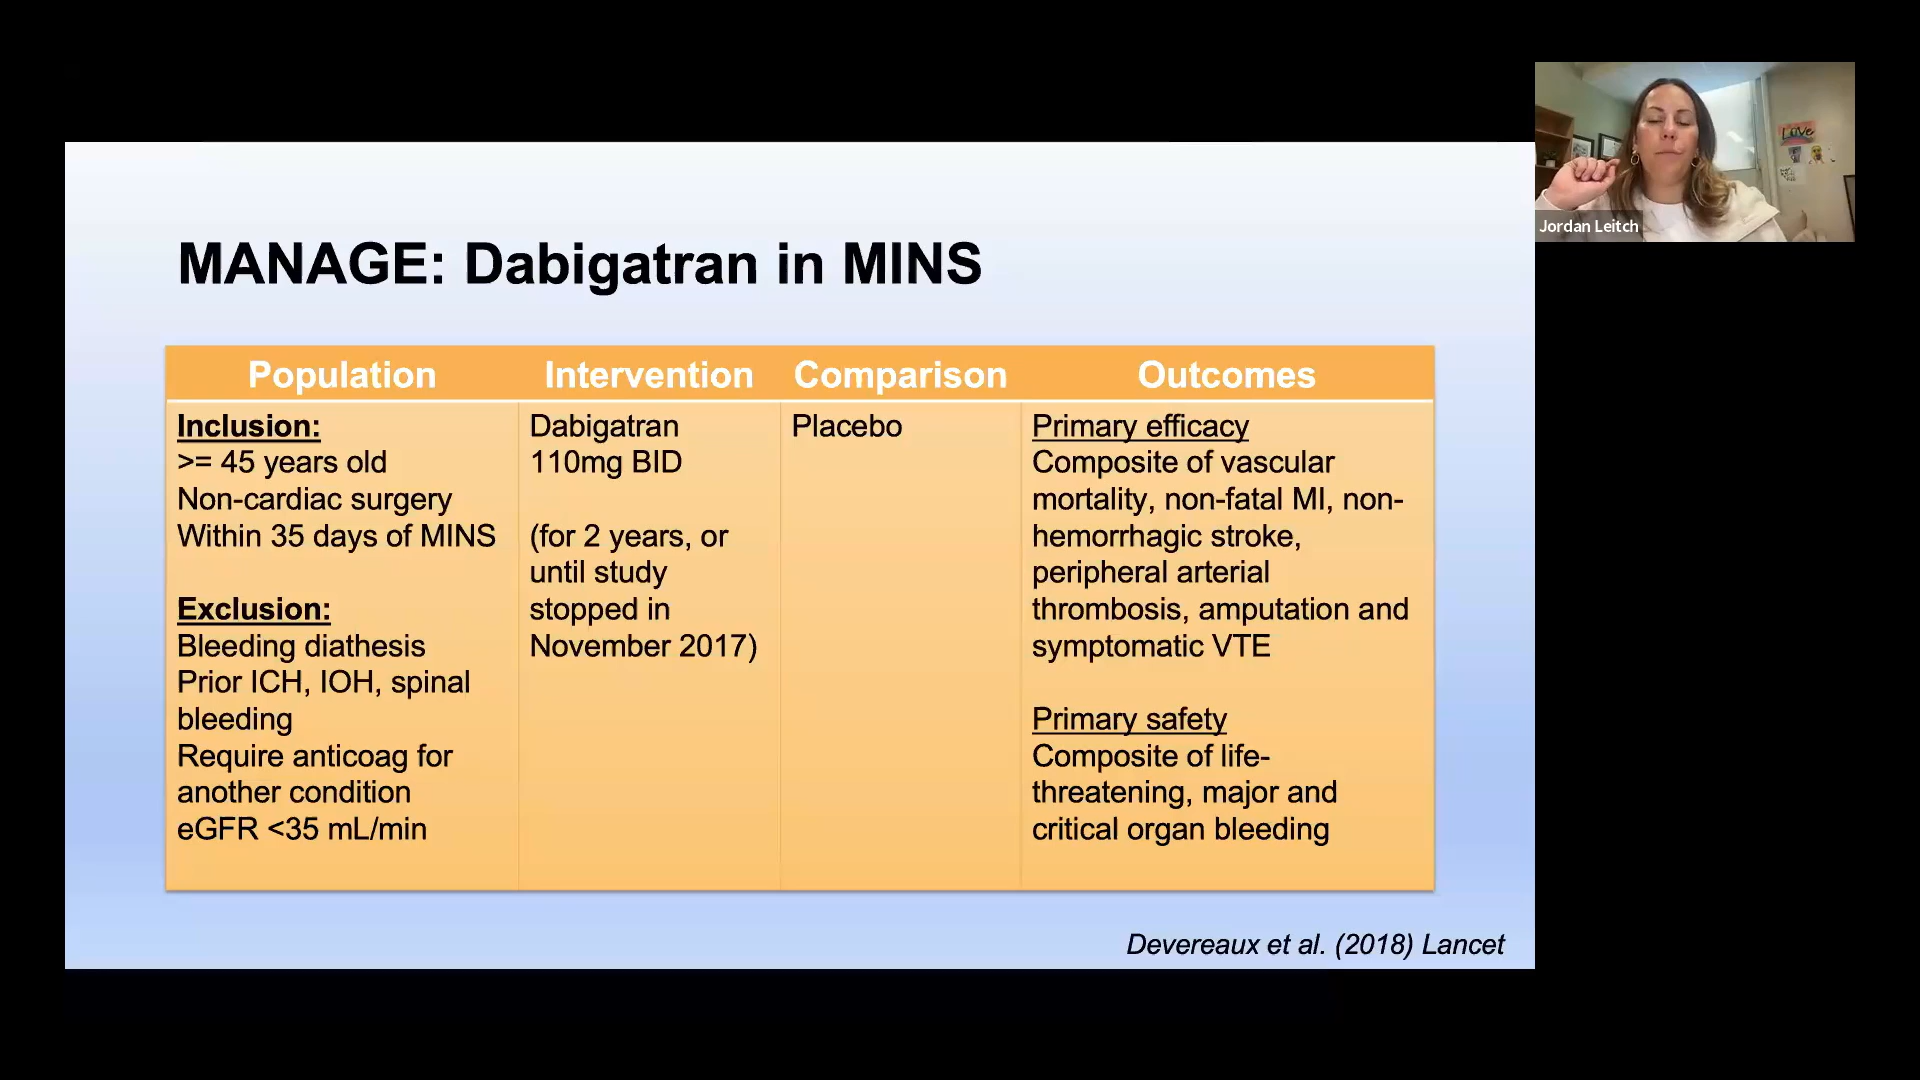 Love
Jordan Leitch
MANAGE: Dabigatran in MINS
Population
Intervention
Comparison
Outcomes
Inclusion:
>= 45 years old
Non-cardiac surgery
Within 35 days of MINS
Exclusion:
Bleeding diathesis
Prior ICH, IOH, spinal
bleeding
Require anticoag for
another condition
eGFR <35 mL/min
Dabigatran
110mg BID
(for 2 years, or
until study
stopped in
November 2017)
Placebo
Primary efficacy
Composite of vascular
mortality, non-fatal MI, non-
hemorrhagic stroke,
peripheral arterial
thrombosis, amputation and
symptomatic VTE
Primary safety
Composite of life-
threatening, major and
critical organ bleeding
Devereaux et al. (2018) Lancet